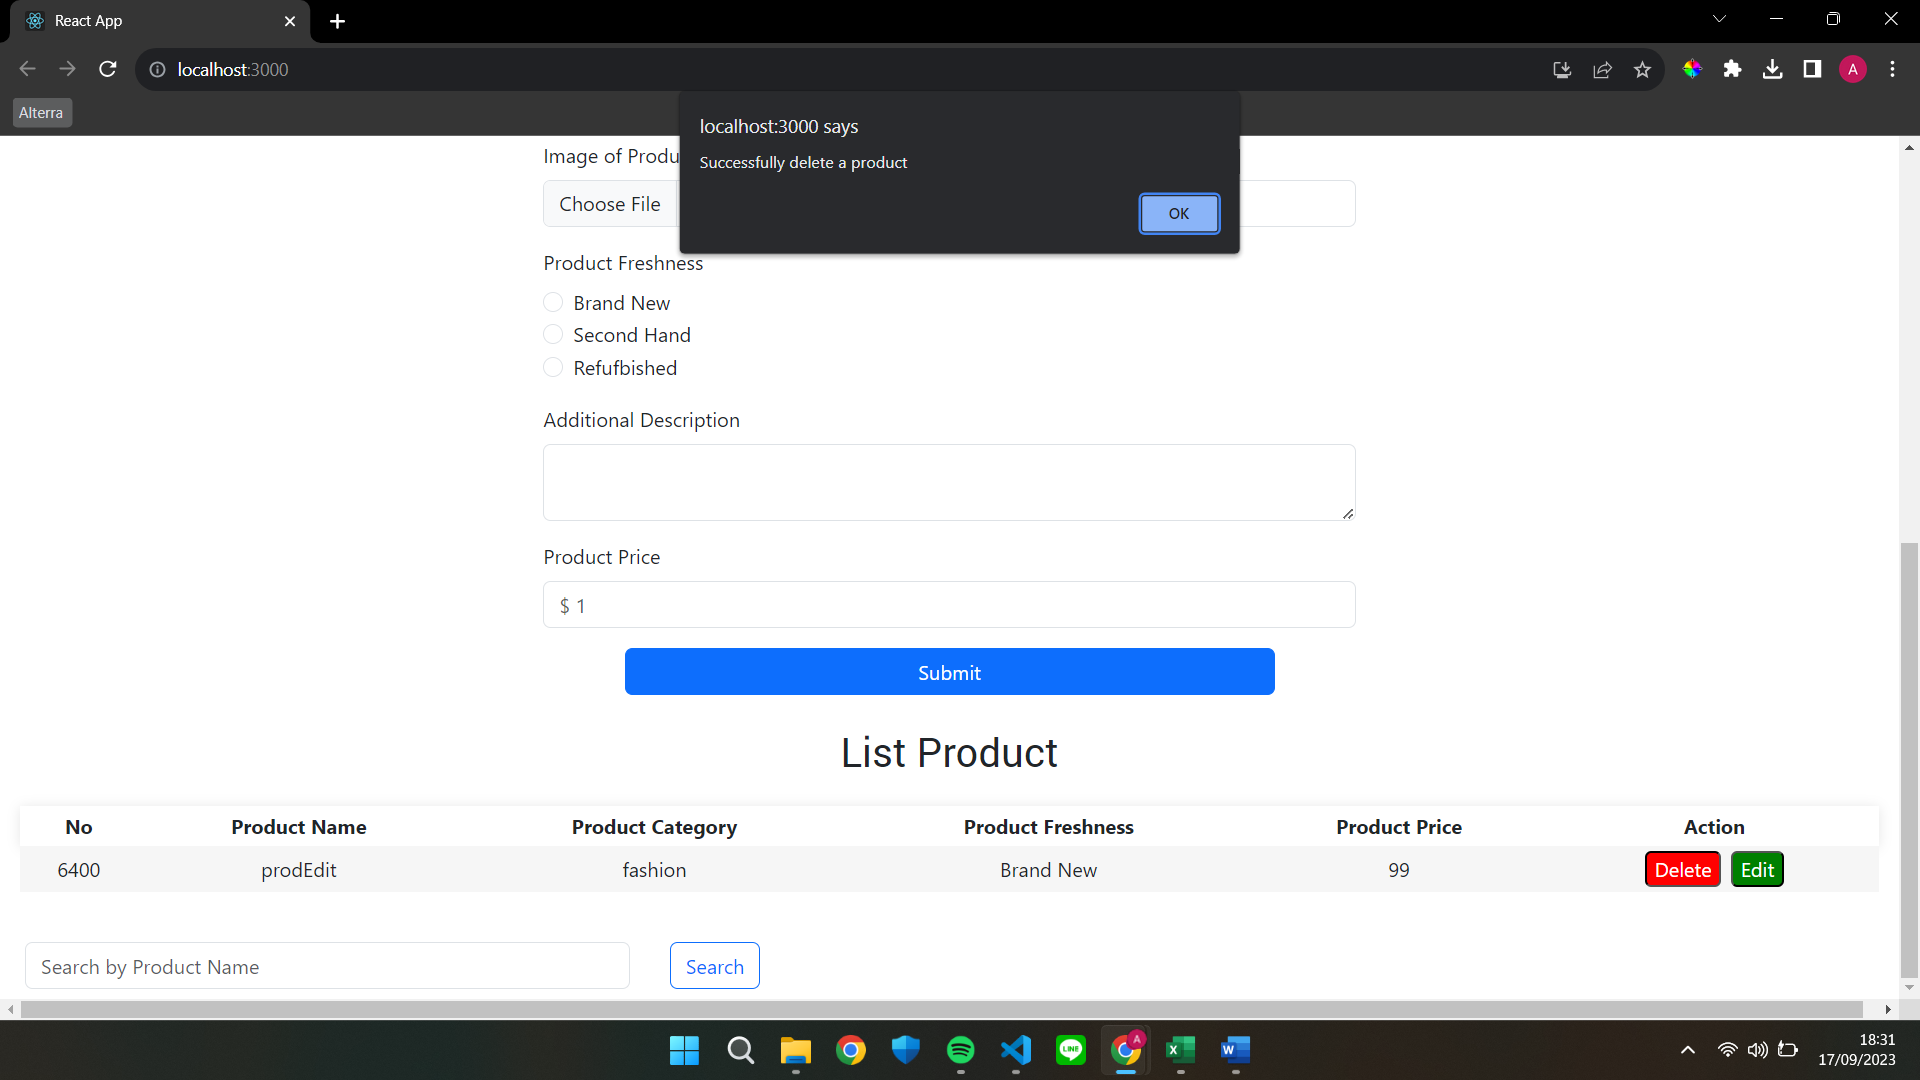 React App
localhost:3000
A
Alterra
localhost:3000 says
Successfully delete a product
OK
Image of Produ
Choose File
Product Freshness
Brand New
Second Hand
Refufbished
Additional Description
Product Price
$ 1
Submit
List Product
No Product Name Product Category Product Freshness Product Price Action
6400 prodEdit fashion Brand New 99 Delete Edit
Search by Product Name Search
LINE A X W
18:31
17/09/2023